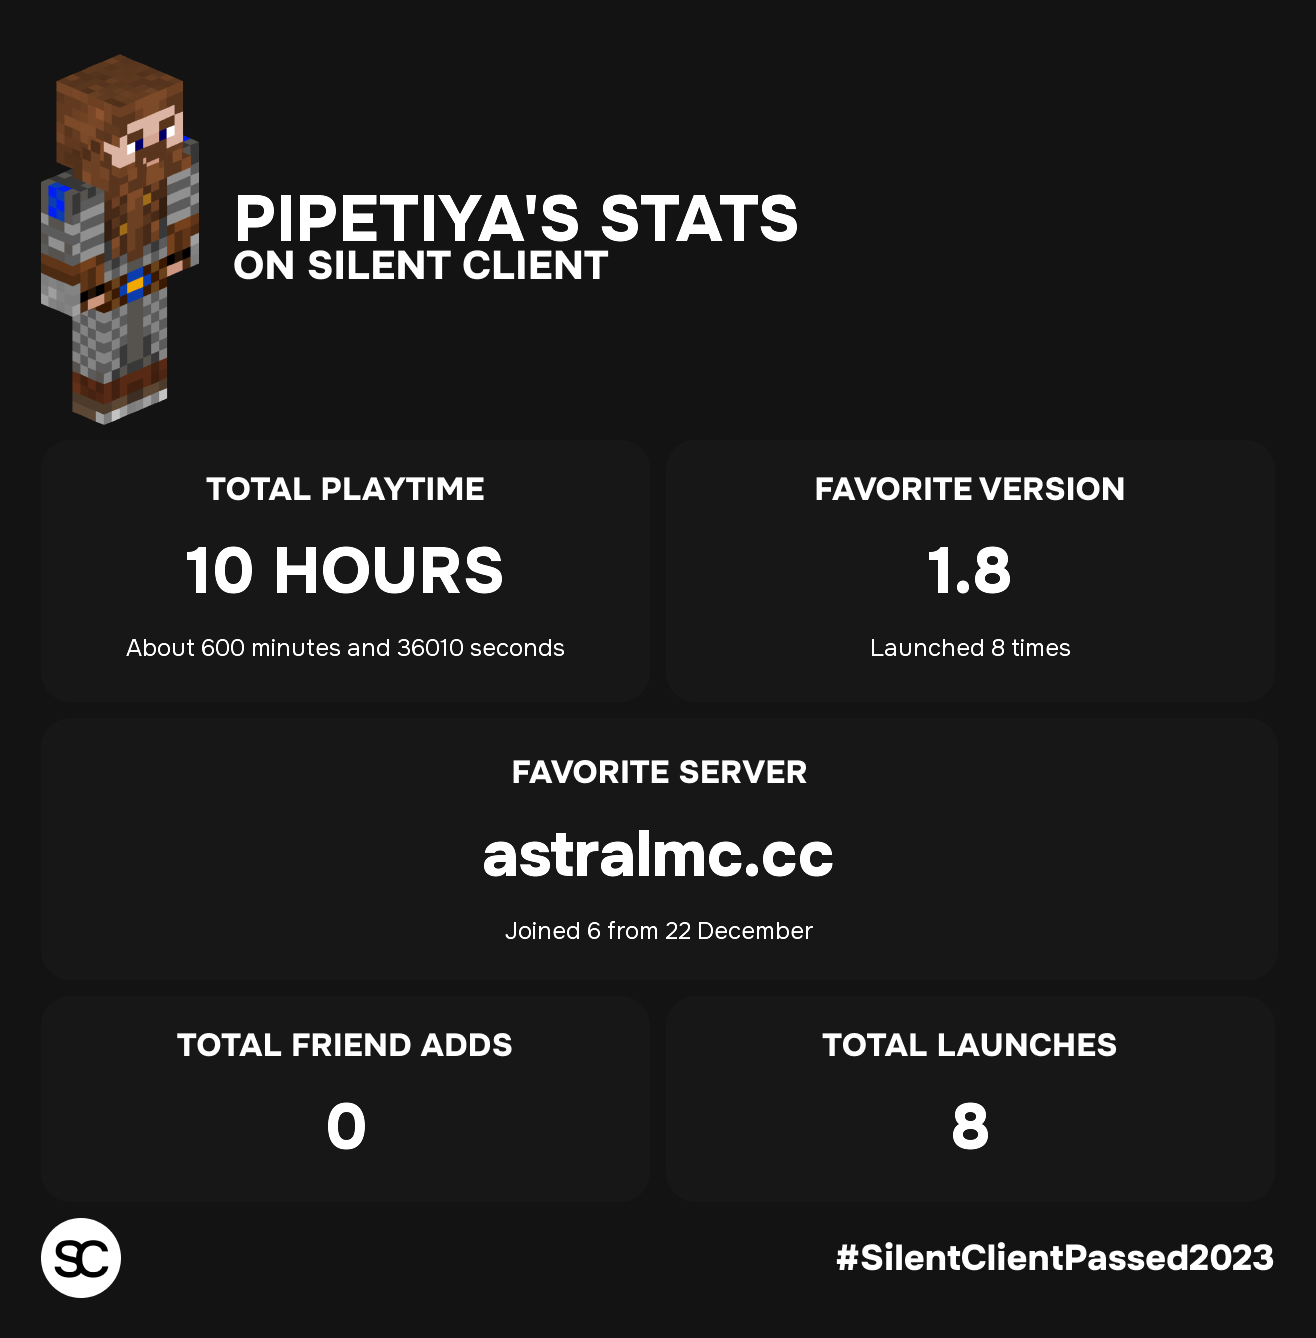 PIPETIYA'S STATS
ON SILENT CLIENT
TOTAL PLAYTIME
10 HOURS
About 600 minutes and 36010 seconds
FAVORITE VERSION
1.8
Launched 8 times
FAVORITE SERVER
astralmc.cc
Joined 6 from 22 December
TOTAL FRIEND ADDS
0
TOTAL LAUNCHES
8
SC
#SilentClientPassed2023